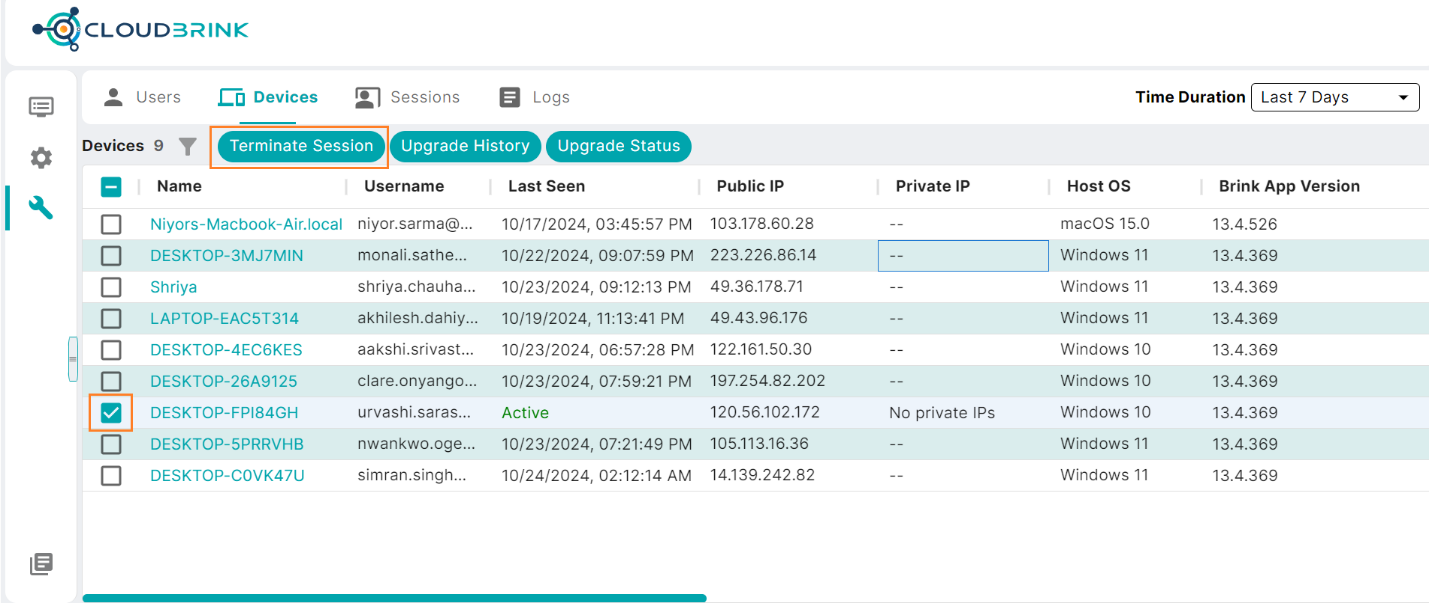 CLOUDBRINK
Users Devices Sessions Logs Time Duration Last 7 Days
Devices 9 Terminate Session Upgrade History Upgrade Status
Name Username Last Seen Public IP Private IP Host OS Brink App Version
Niyors-Macbook-Air.local niyor.sarma@... 10/17/2024, 03:45:57 PM 103.178.60.28 -- macOS 15.0 13.4.526
DESKTOP-3MJ7MIN monali.sathe... 10/22/2024, 09:07:59 PM 223.226.86.14 -- Windows 11 13.4.369
Shriya shriya.chauha... 10/23/2024, 09:12:13 PM 49.36.178.71 -- Windows 11 13.4.369
LAPTOP-EAC5T314 akhilesh.dahiy... 10/19/2024, 11:13:41 PM 49.43.96.176 -- Windows 11 13.4.369
DESKTOP-4EC6KES aakshi.srivast... 10/23/2024, 06:57:28 PM 122.161.50.30 -- Windows 10 13.4.369
DESKTOP-26A9125 clare.onyango... 10/23/2024, 07:59:21 PM 197.254.82.202 -- Windows 10 13.4.369
DESKTOP-FPI84GH urvashi.saras... Active 120.56.102.172 No private IPs Windows 10 13.4.369
DESKTOP-5PRRVHB nwankwo.oge... 10/23/2024, 07:21:49 PM 105.113.16.36 -- Windows 11 13.4.369
DESKTOP-C0VK47U simran.singh... 10/24/2024, 02:12:14 AM 14.139.242.82 -- Windows 11 13.4.369